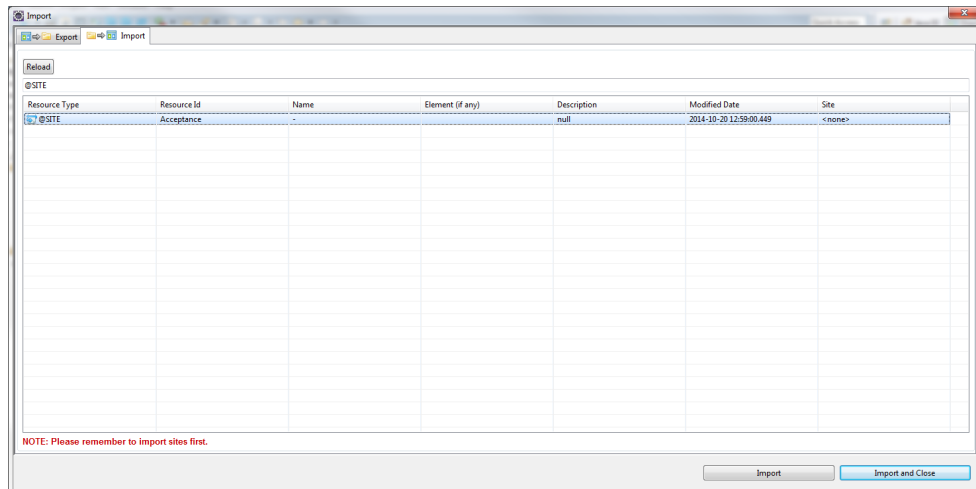 Import
Export Import
Reload
@SITE
Resource Type Resource Id Name Element (if any) Description Modified Date Site
@SITE Acceptance - null 2014-10-20 12:59:00.449 <none>
NOTE: Please remember to import sites first.
Import Import and Close